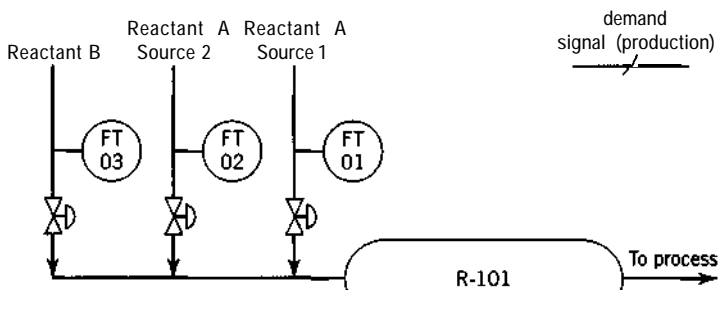 demand
signal (production)
Reactant A Reactant A
Reactant B Source 2 Source 1
FT
03
FT
02
FT
01
To process
R-101